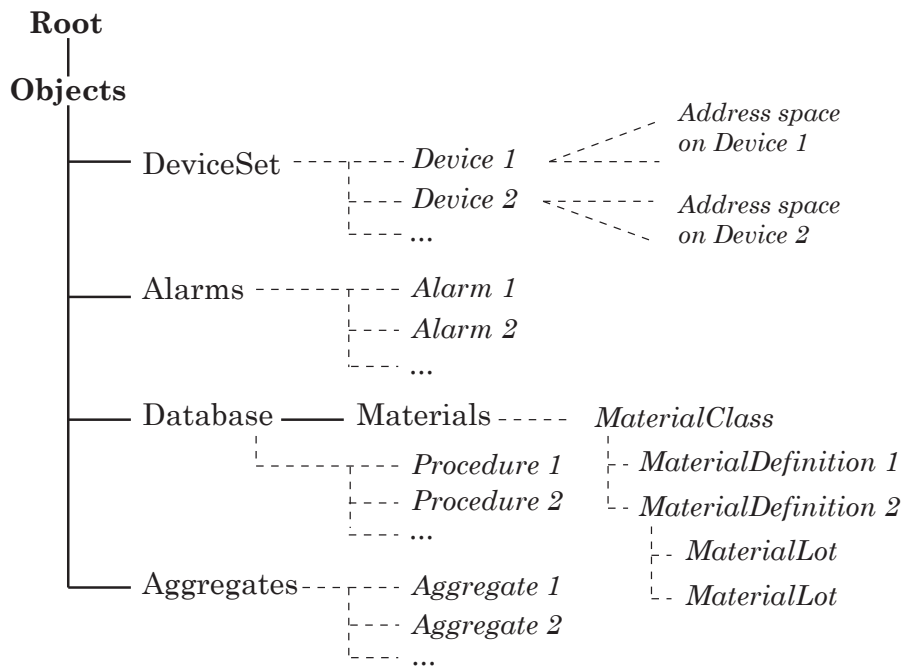 Root
Objects
DeviceSet
Device 1
Address space
on Device 1
Device 2
Address space
on Device 2
...
Alarms
Alarm 1
Alarm 2
...
Database
Materials
MaterialClass
Procedure 1
MaterialDefinition 1
Procedure 2
MaterialDefinition 2
...
MaterialLot
MaterialLot
Aggregates
Aggregate 1
Aggregate 2
...